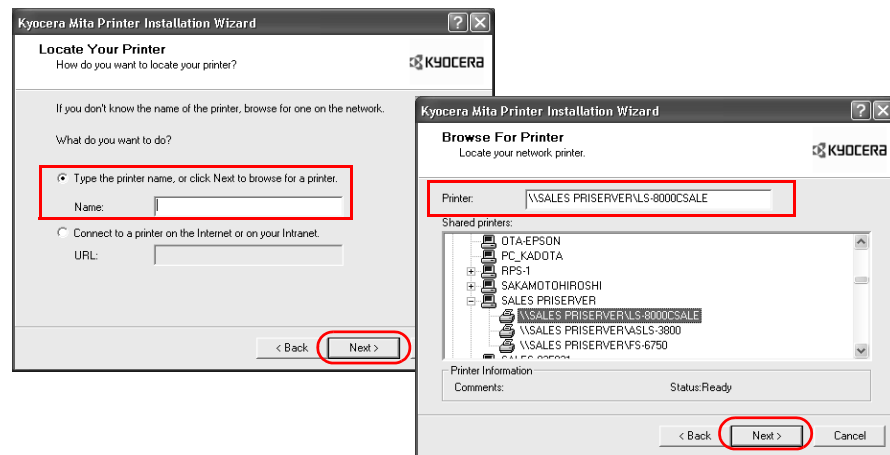 Kyocera Mita Printer Installation Wizard
Locate Your Printer
How do you want to locate your printer?
KYOCERA
If you don't know the name of the printer, browse for one on the network.
What do you want to do?
Type the printer name, or click Next to browse for a printer.
Name:
Connect to a printer on the Internet or on your Intranet.
URL:
< Back
Next >
Kyocera Mita Printer Installation Wizard
Browse For Printer
Locate your network printer.
KYOCERA
Printer: \\SALES PRISERVER\LS-8000CSALE
Shared printers:
OTA-EPSON
PC_KADOTA
RPS-1
SAKAMOTOHIROSHI
SALES PRISERVER
\\SALES PRISERVER\LS-8000CSALE
\\SALES PRISERVER\ASLS-3800
\\SALES PRISERVER\FS-6750
Printer Information
Comments: Status:Ready
< Back
Next >
Cancel